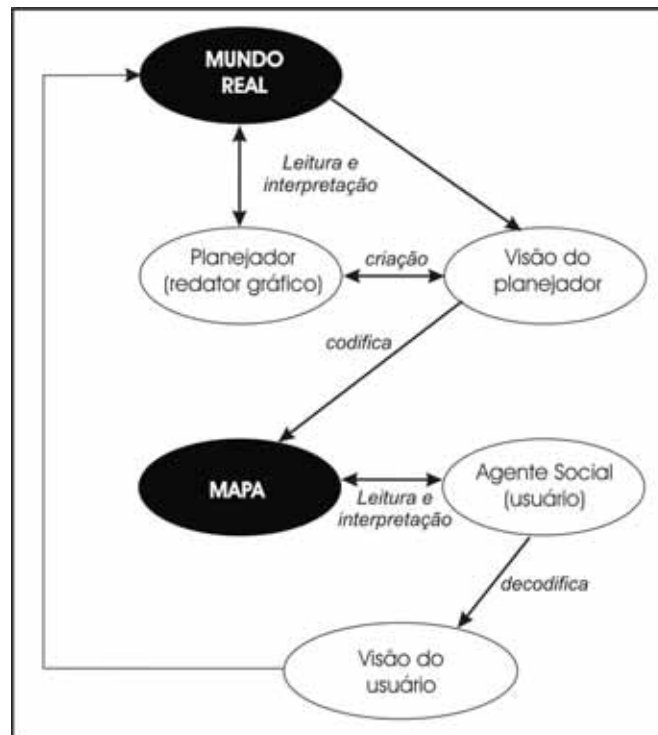 MUNDO
REAL
Leitura e
interpretação
Planejador
(redator gráfico)
criação
Visão do
planejador
codifica
MAPA
Leitura e
interpretação
Agente Social
(usuário)
decodifica
Visão do
usuário